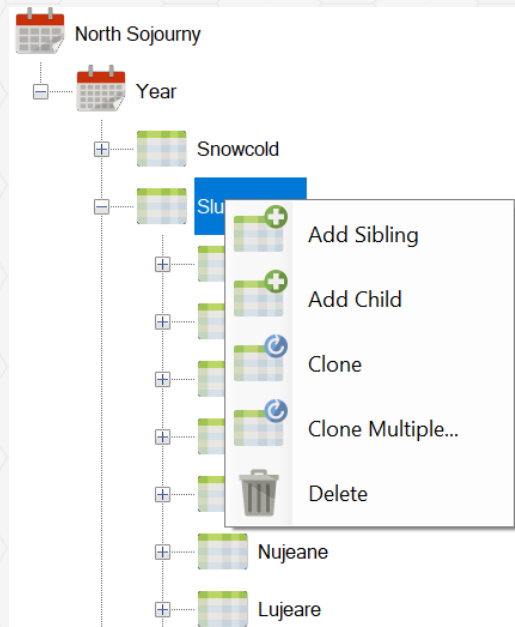 North Sojourny
Year
Snowcold
Add Sibling
Add Child
Clone
Clone Multiple...
Delete
Nujeane
Lujeare